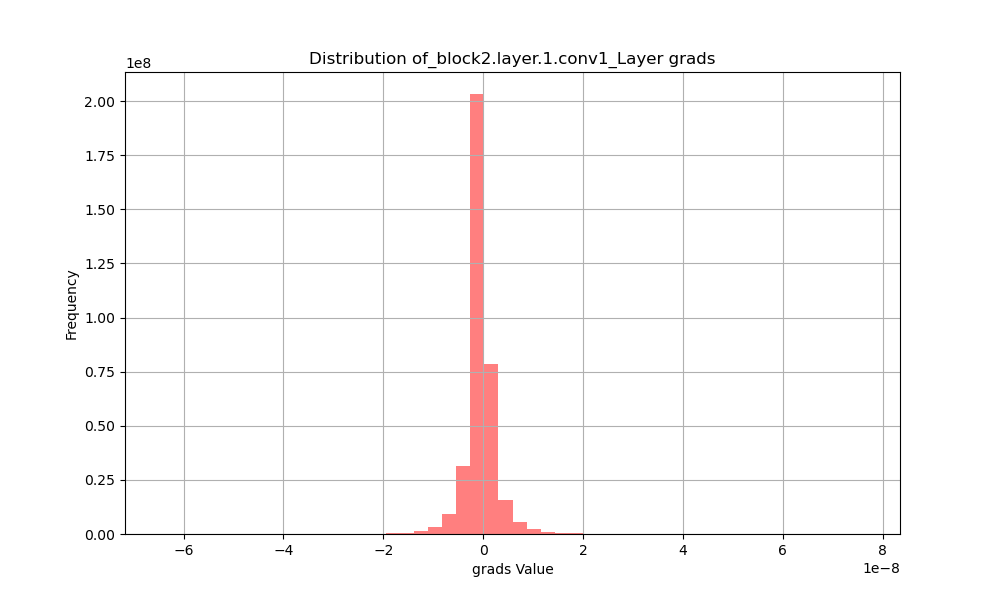 Distribution of_block2.layer.1.conv1_Layer grads
1e8
2.00
1.75
1.50
1.25
1.00
0.75
0.50
0.25
0.00
Frequency
−6 −4 −2 0 2 4 6 8
grads Value
1e−8